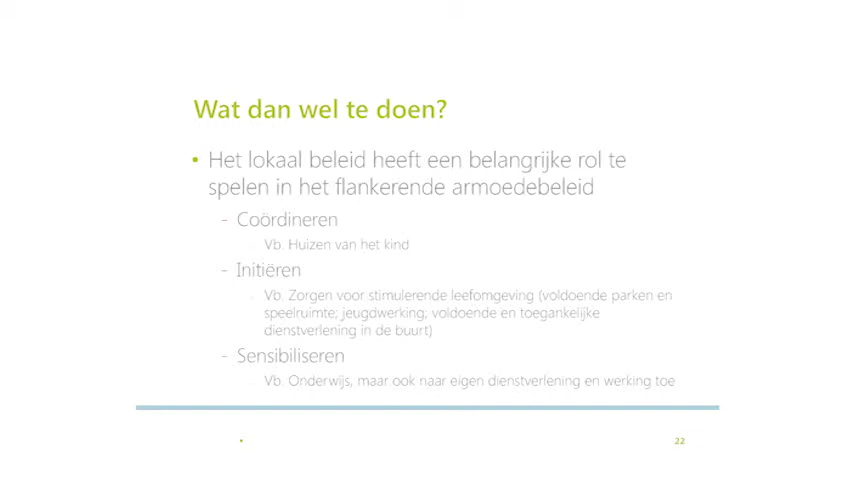 Wat dan wel te doen?
• Het lokaal beleid heeft een belangrijke rol te
spelen in het flankerende armoedebeleid
- Coördineren
Vb. Huizen van het kind
- Initiëren
Vb. Zorgen voor stimulerende leefomgeving (voldoende parken en
speelruimte; jeugdwerking; voldoende en toegankelijke
dienstverlening in de buurt)
- Sensibiliseren
Vb. Onderwijs, maar ook naar eigen dienstverlening en werking toe
• 22